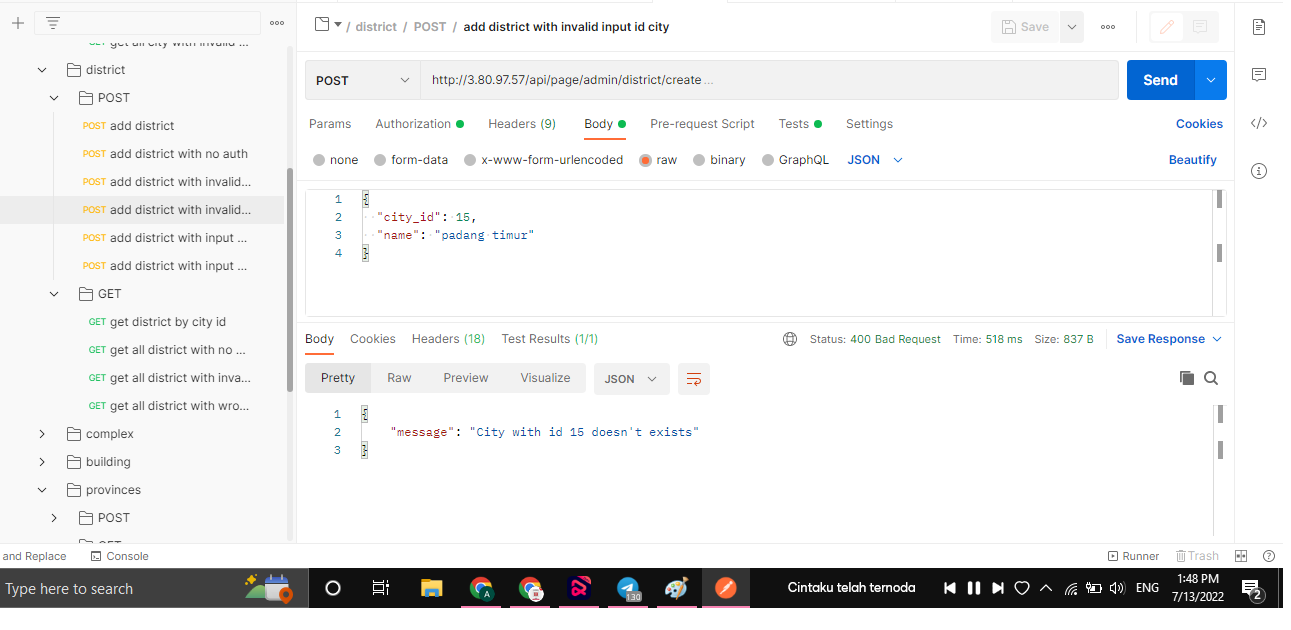 / district / POST / add district with invalid input id city
Save
get all city with invalid ...
district
POST
POST add district
POST add district with no auth
POST add district with invalid...
POST add district with invalid...
POST add district with input ...
POST add district with input ...
GET
GET get district by city id
GET get all district with no ...
GET get all district with inva...
GET get all district with wro...
complex
building
provinces
POST
POST http://3.80.97.57/api/page/admin/district/create ... Send
Params Authorization Headers (9) Body Pre-request Script Tests Settings Cookies
none form-data x-www-form-urlencoded raw binary GraphQL JSON Beautify
1 {
2 "city_id": 15,
3 "name": "padang timur"
4 }
Body Cookies Headers (18) Test Results (1/1) Status: 400 Bad Request Time: 518 ms Size: 837 B Save Response
Pretty Raw Preview Visualize JSON
1 {
2 "message": "City with id 15 doesn't exists"
3 }
and Replace Console Runner Trash
Type here to search
A
130
Cintaku telah ternoda
ENG
1:48 PM
7/13/2022
2